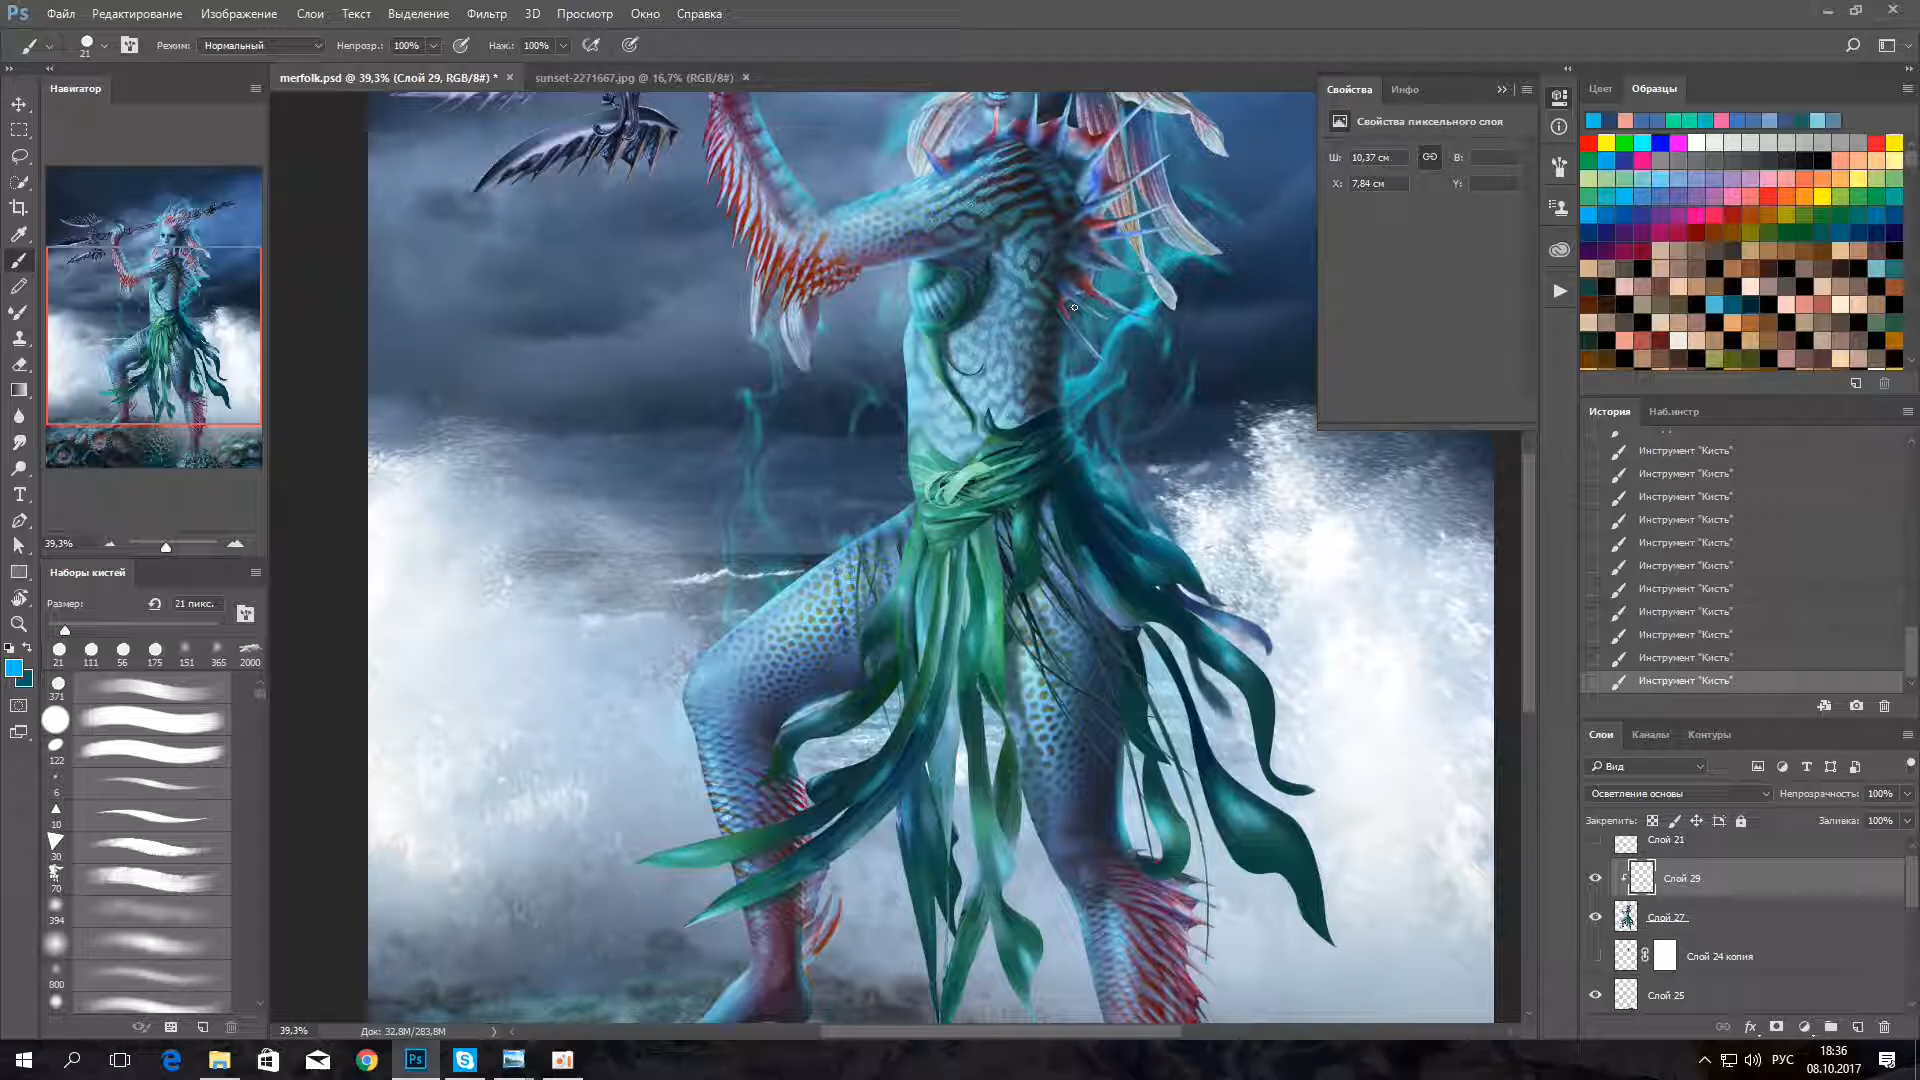 Ps Файл Редактирование Изображение Слои Текст Выделение Фильтр 3D Просмотр Окно Справка
21 Режим: Нормальный Непрозр.: 100% Наж.: 100%
merfolk.psd @ 39,3% (Слой 29, RGB/8#) * × sunset-2271667.jpg @ 16,7% (RGB/8#) ×
Навигатор
39,3%
Наборы кистей
Размер: 21 пикс.
21 111 56 175 151 365 2000
371
122
6
10
30
70
394
800
39,3% Док: 32,8M/283,8M
Свойства Инфо
Свойства пиксельного слоя
Ш: 10,37 см В:
X: 7,84 см Y:
Цвет Образцы
История Наб.инстр
Инструмент "Кисть"
Инструмент "Кисть"
Инструмент "Кисть"
Инструмент "Кисть"
Инструмент "Кисть"
Инструмент "Кисть"
Инструмент "Кисть"
Инструмент "Кисть"
Инструмент "Кисть"
Инструмент "Кисть"
Инструмент "Кисть"
Слои Каналы Контуры
Вид
Осветление основы Непрозрачность: 100%
Закрепить: Заливка: 100%
Слой 21
Слой 29
Слой 27
Слой 24 копия
Слой 25
fx
Ps РУС 18:36
08.10.2017